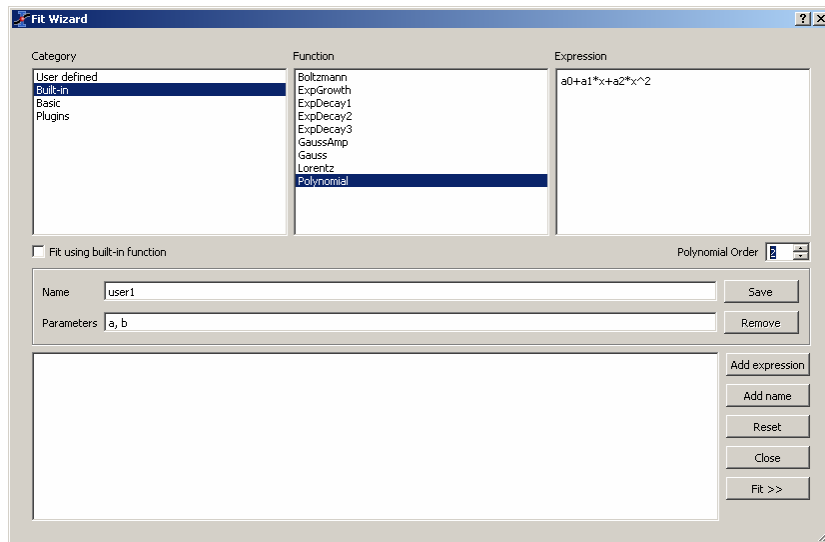 Fit Wizard
Category
Function
Expression
User defined
Built-in
Basic
Plugins
Boltzmann
ExpGrowth
ExpDecay1
ExpDecay2
ExpDecay3
GaussAmp
Gauss
Lorentz
Polynomial
a0+a1*x+a2*x^2
Fit using built-in function
Polynomial Order 2
Name user1 Save
Parameters a, b Remove
Add expression
Add name
Reset
Close
Fit >>